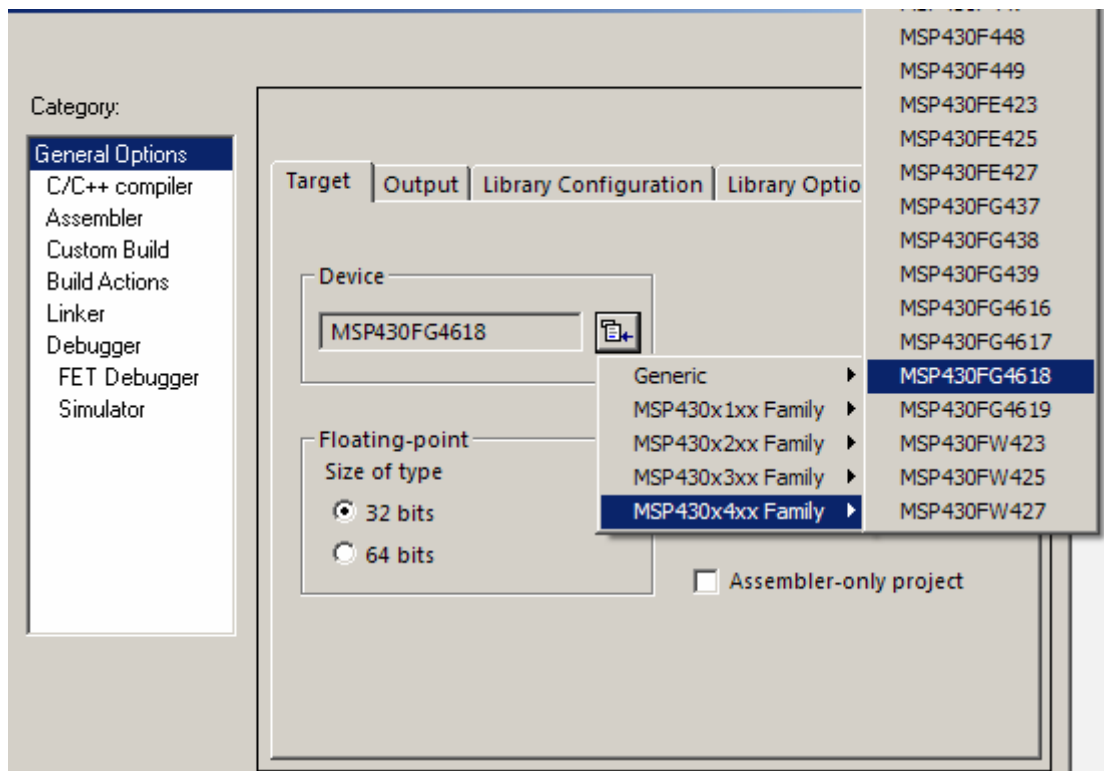 MSP430F448
MSP430F449
MSP430FE423
MSP430FE425
MSP430FE427
MSP430FG437
MSP430FG438
MSP430FG439
MSP430FG4616
MSP430FG4617
MSP430FG4618
MSP430FG4619
MSP430FW423
MSP430FW425
MSP430FW427
Category:
General Options
C/C++ compiler
Assembler
Custom Build
Build Actions
Linker
Debugger
FET Debugger
Simulator
Target
Output
Library Configuration
Library Optio
Device
MSP430FG4618
Generic
MSP430x1xx Family
MSP430x2xx Family
MSP430x3xx Family
MSP430x4xx Family
Floating-point
Size of type
32 bits
64 bits
Assembler-only project